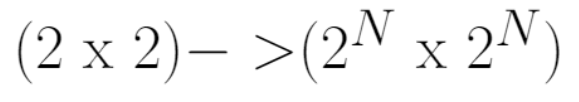 (2 x 2)− >(2^N x 2^N)